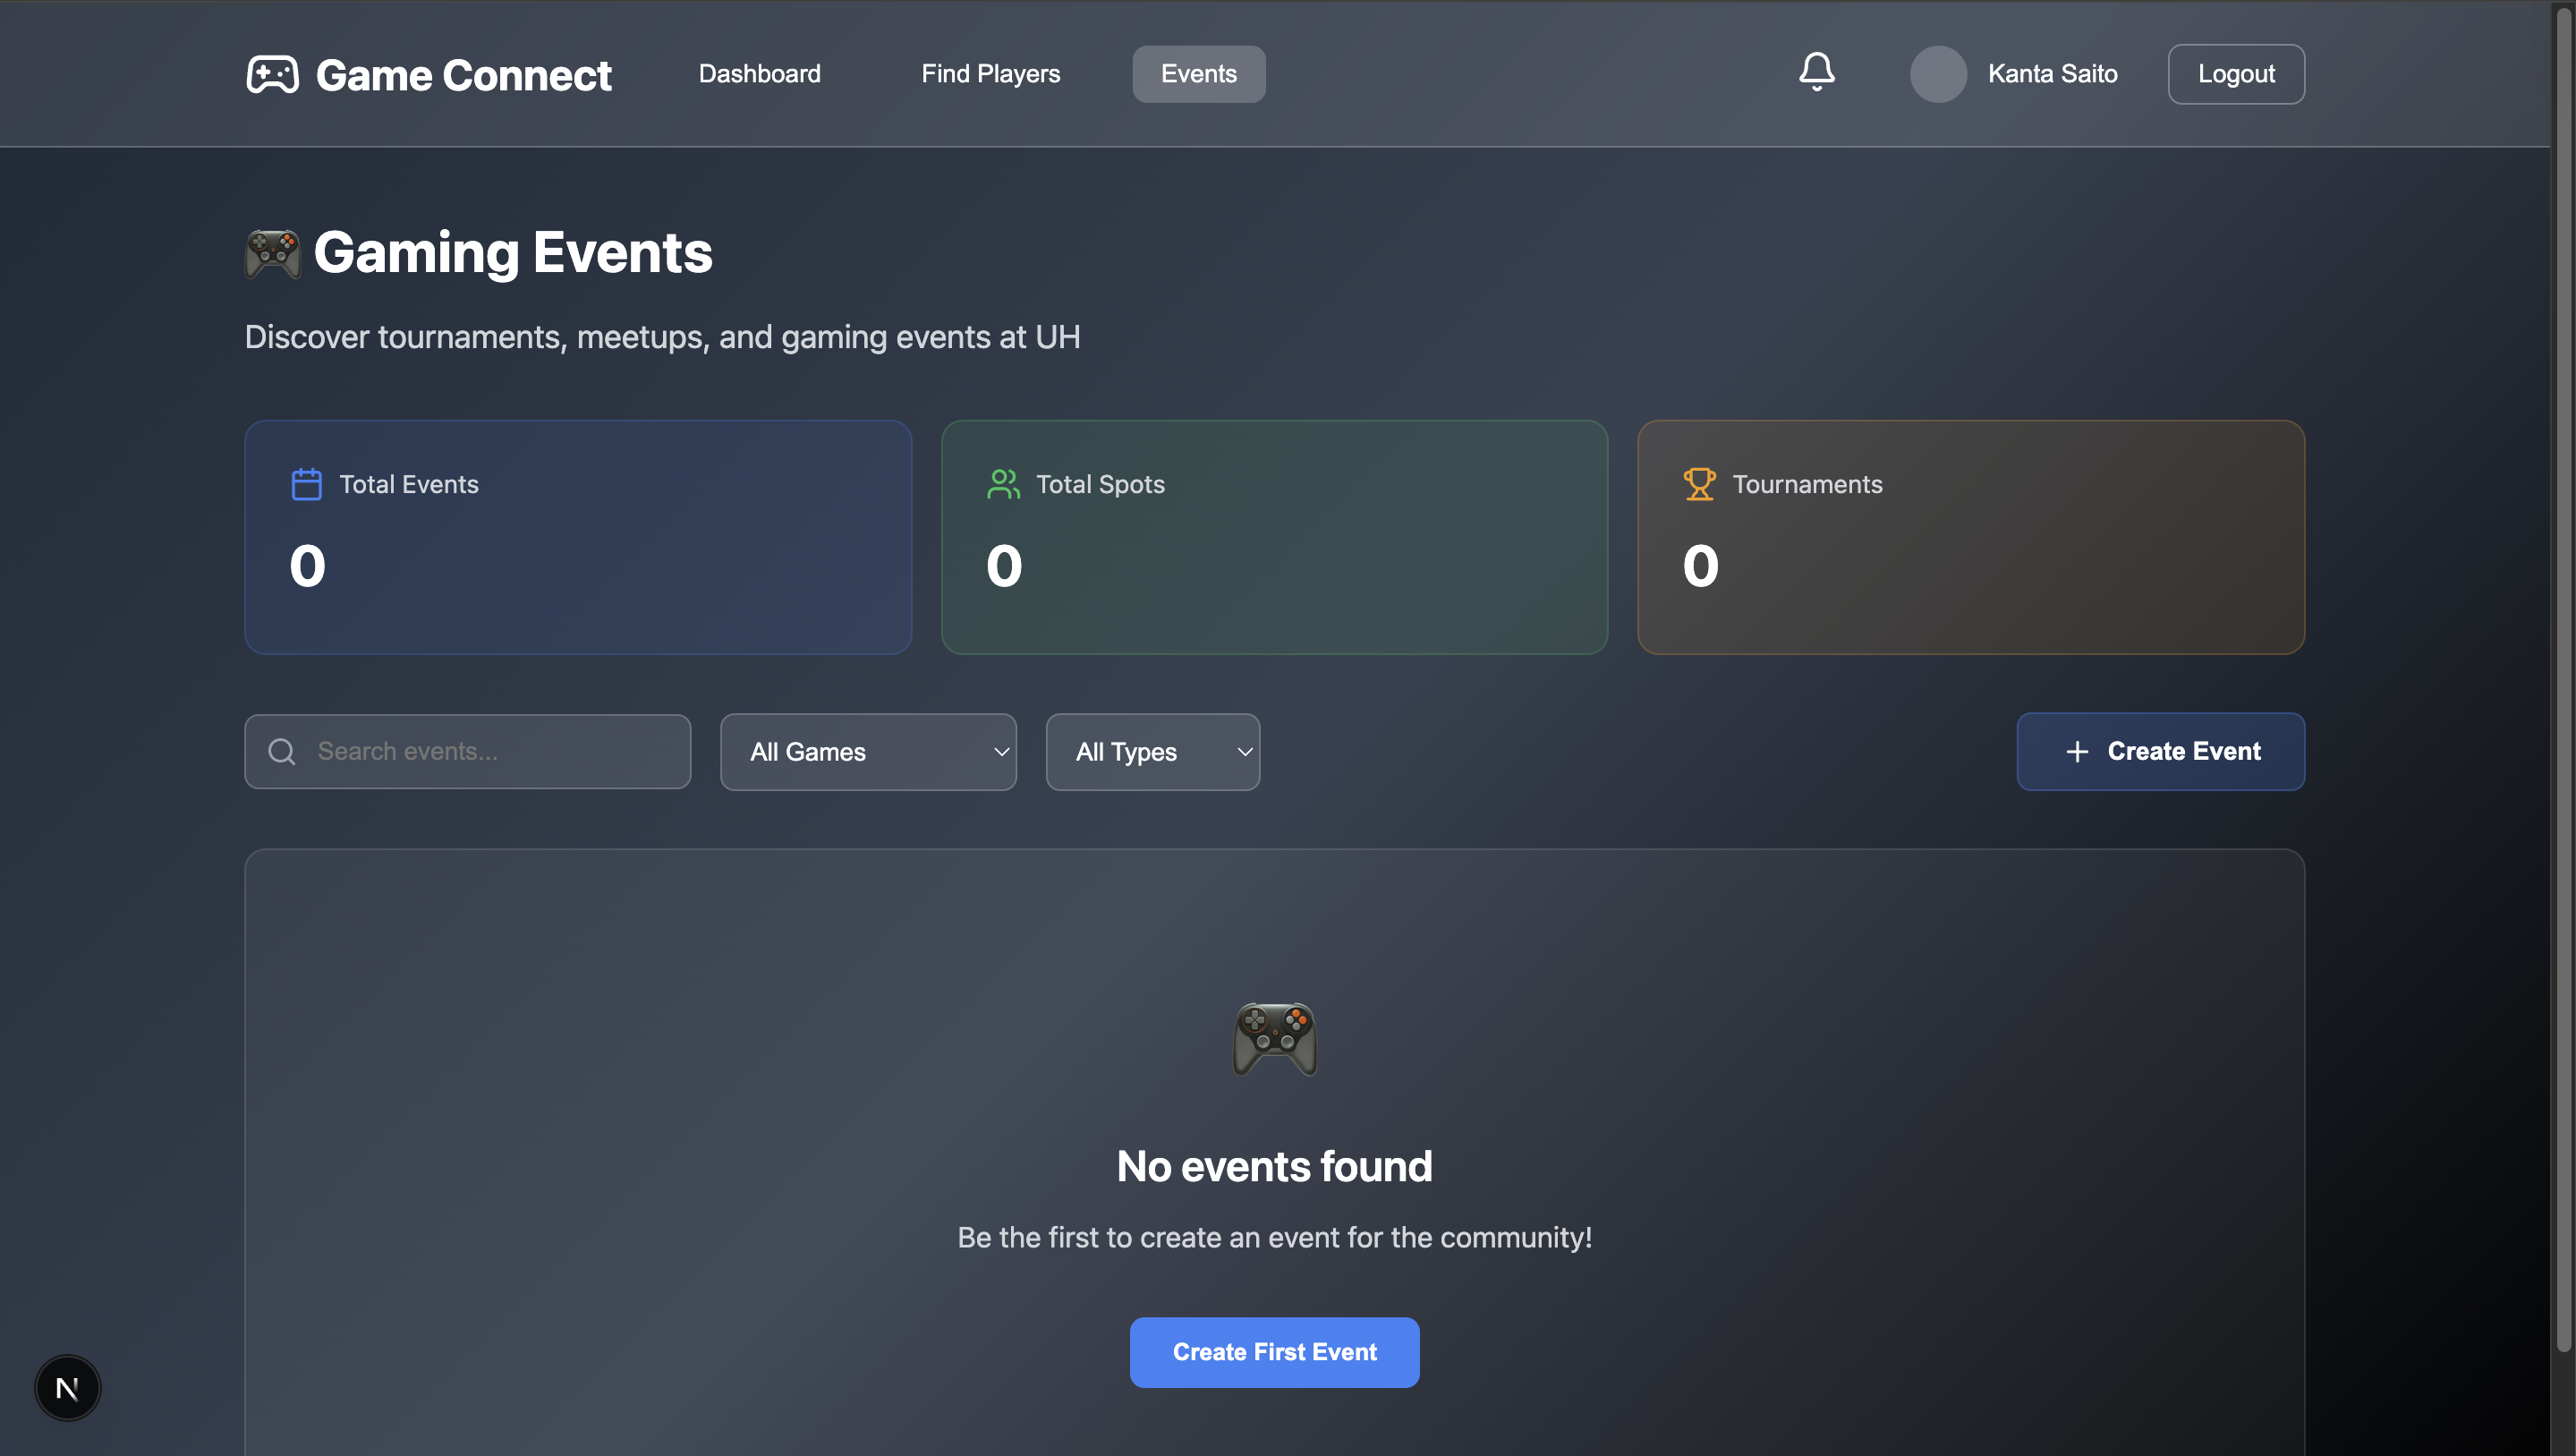 Game Connect
Dashboard
Find Players
Events
Kanta Saito
Logout
Gaming Events
Discover tournaments, meetups, and gaming events at UH
Total Events
0
Total Spots
0
Tournaments
0
Search events...
All Games
All Types
+ Create Event
No events found
Be the first to create an event for the community!
Create First Event
N